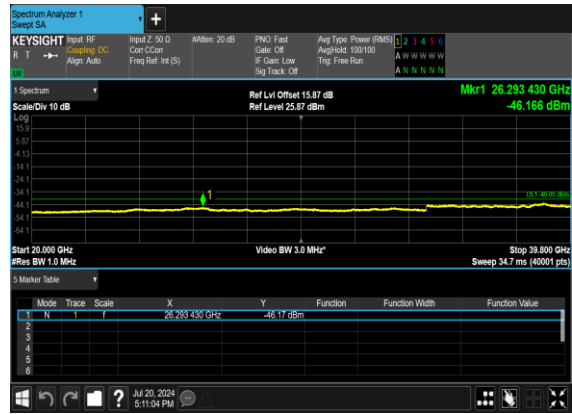 Spectrum Analyzer 1
Swept SA
+
KEYSIGHT Input: RF Input Z: 50 Ω #Atten: 20 dB PNO: Fast Avg Type: Power (RMS) 1 2 3 4 5 6
R T Coupling: DC Corr CCorr Gate: Off Avg|Hold: 100/100 A W W W W W
Align: Auto Freq Ref: Int (S) IF Gain: Low Trig: Free Run
Sig Track: Off A N N N N N
1 Spectrum Ref Lvl Offset 15.87 dB Mkr1 26.293 430 GHz
Scale/Div 10 dB Ref Level 25.87 dBm -46.166 dBm
Log
15.9
5.87
-4.13
-14.1
-24.1
-34.1 DL1 -40.00 dBm
-44.1 1
-54.1
-64.1
Start 20.000 GHz Video BW 3.0 MHz* Stop 39.800 GHz
#Res BW 1.0 MHz Sweep 34.7 ms (40001 pts)
5 Marker Table
Mode Trace Scale X Y Function Function Width Function Value
1 N 1 f 26.293 430 GHz -46.17 dBm
2
3
4
5
6
? Jul 20, 2024
5:11:04 PM